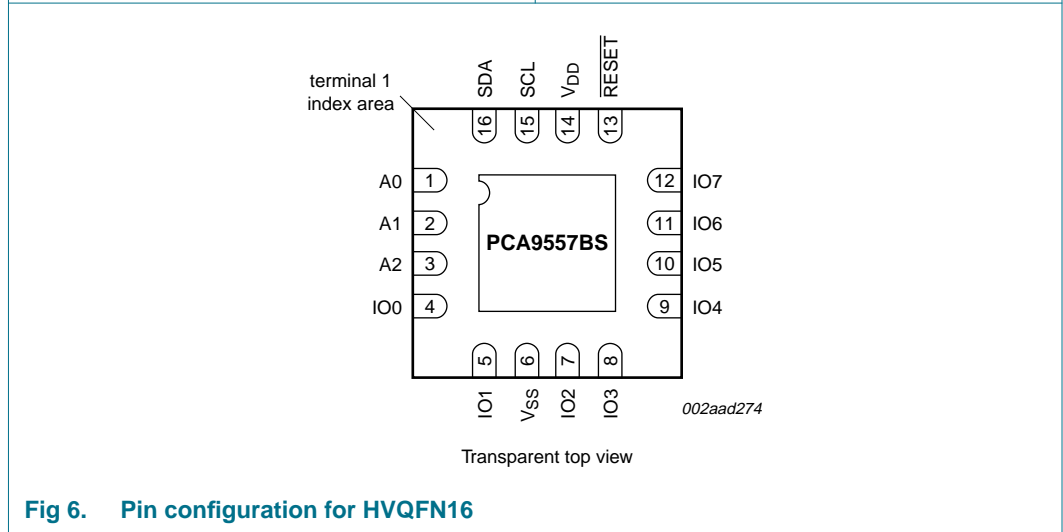 terminal 1
index area
SDA
SCL
VDD
RESET
16
15
14
13
A0 1
12 IO7
A1 2
11 IO6
PCA9557BS
A2 3
10 IO5
IO0 4
9 IO4
5
6
7
8
IO1
VSS
IO2
IO3
002aad274
Transparent top view
Fig 6. Pin configuration for HVQFN16